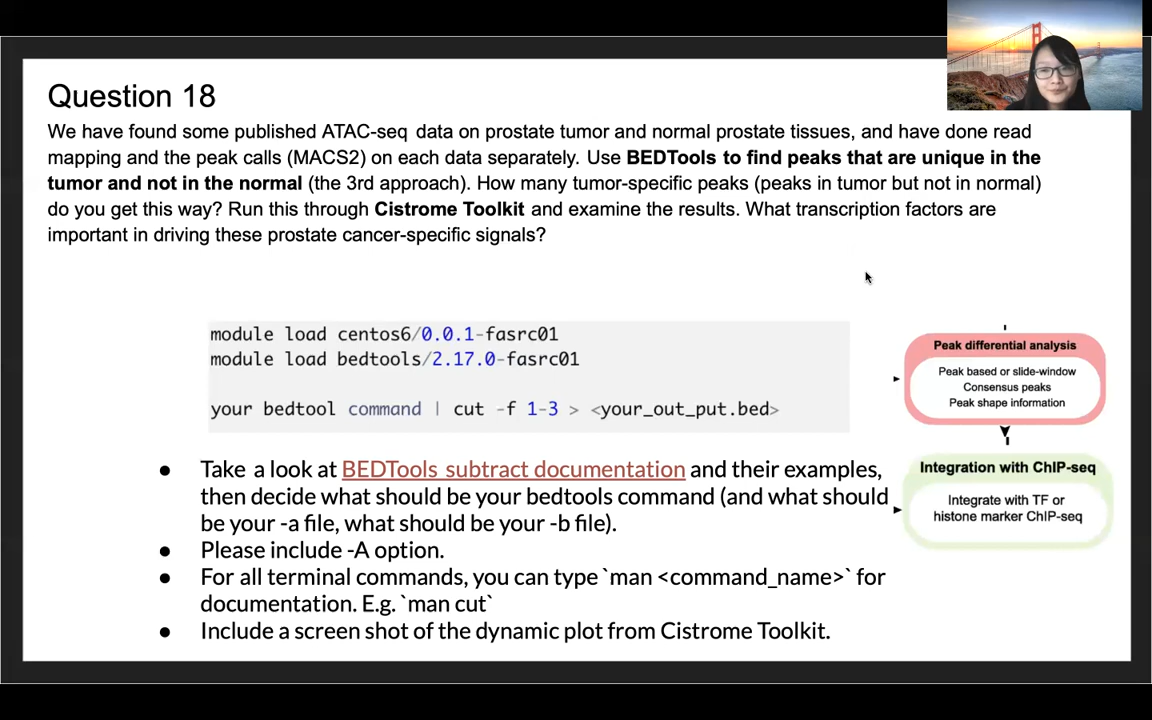 Question 18
We have found some published ATAC-seq data on prostate tumor and normal prostate tissues, and have done read
mapping and the peak calls (MACS2) on each data separately. Use BEDTools to find peaks that are unique in the
tumor and not in the normal (the 3rd approach). How many tumor-specific peaks (peaks in tumor but not in normal)
do you get this way? Run this through Cistrome Toolkit and examine the results. What transcription factors are
important in driving these prostate cancer-specific signals?
module load centos6/0.0.1-fasrc01
module load bedtools/2.17.0-fasrc01
your bedtool command | cut -f 1-3 > <your_out_put.bed>
Peak differential analysis
Peak based or slide-window
Consensus peaks
Peak shape information
Integration with ChIP-seq
Integrate with TF or
histone marker ChIP-seq
● Take a look at BEDTools subtract documentation and their examples,
then decide what should be your bedtools command (and what should
be your -a file, what should be your -b file).
● Please include -A option.
● For all terminal commands, you can type `man <command_name>` for
documentation. E.g. `man cut`
● Include a screen shot of the dynamic plot from Cistrome Toolkit.